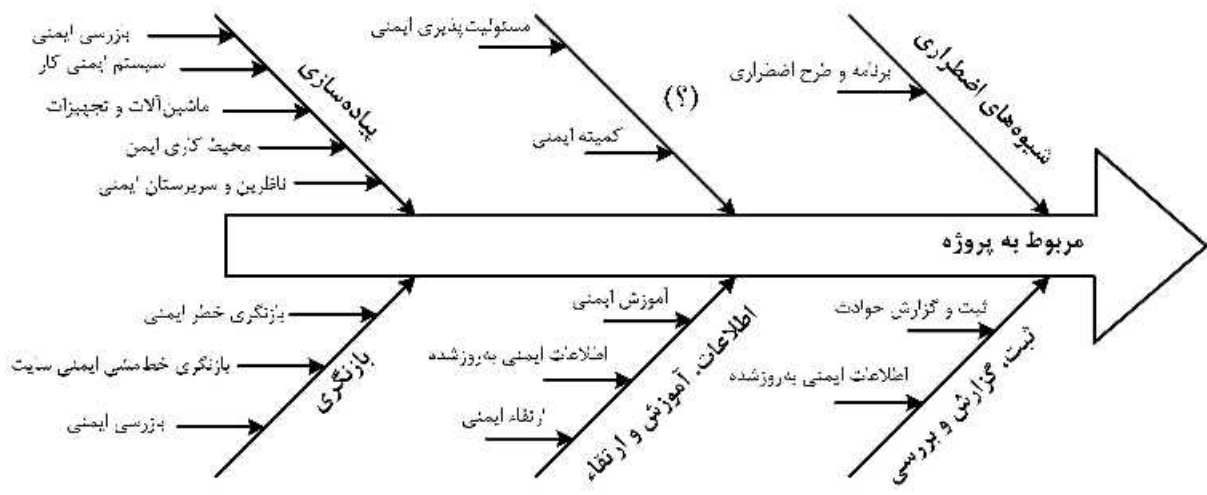 شیوه‌های اضطراری
برنامه و طرح اضطراری
(؟)
مسئولیت‌پذیری ایمنی
کمیته ایمنی
پیاده‌سازی
بازرسی ایمنی
سیستم ایمنی کار
ماشین‌آلات و تجهیزات
محیط کاری ایمن
ناظرین و سرپرستان ایمنی
مربوط به پروژه
ثبت، گزارش و بررسی
ثبت و گزارش حوادث
اطلاعات ایمنی به‌روزشده
اطلاعات، آموزش و ارتقاء
آموزش ایمنی
اطلاعات ایمنی به‌روزشده
ارتقاء ایمنی
بازنگری
بازنگری خطر ایمنی
بازنگری خط‌مشی ایمنی سایت
بازرسی ایمنی